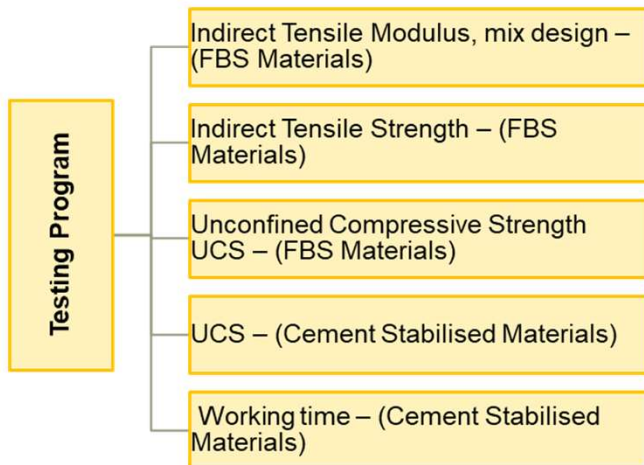 Testing Program
Indirect Tensile Modulus, mix design –
(FBS Materials)
Indirect Tensile Strength – (FBS
Materials)
Unconfined Compressive Strength
UCS – (FBS Materials)
UCS – (Cement Stabilised Materials)
Working time – (Cement Stabilised
Materials)